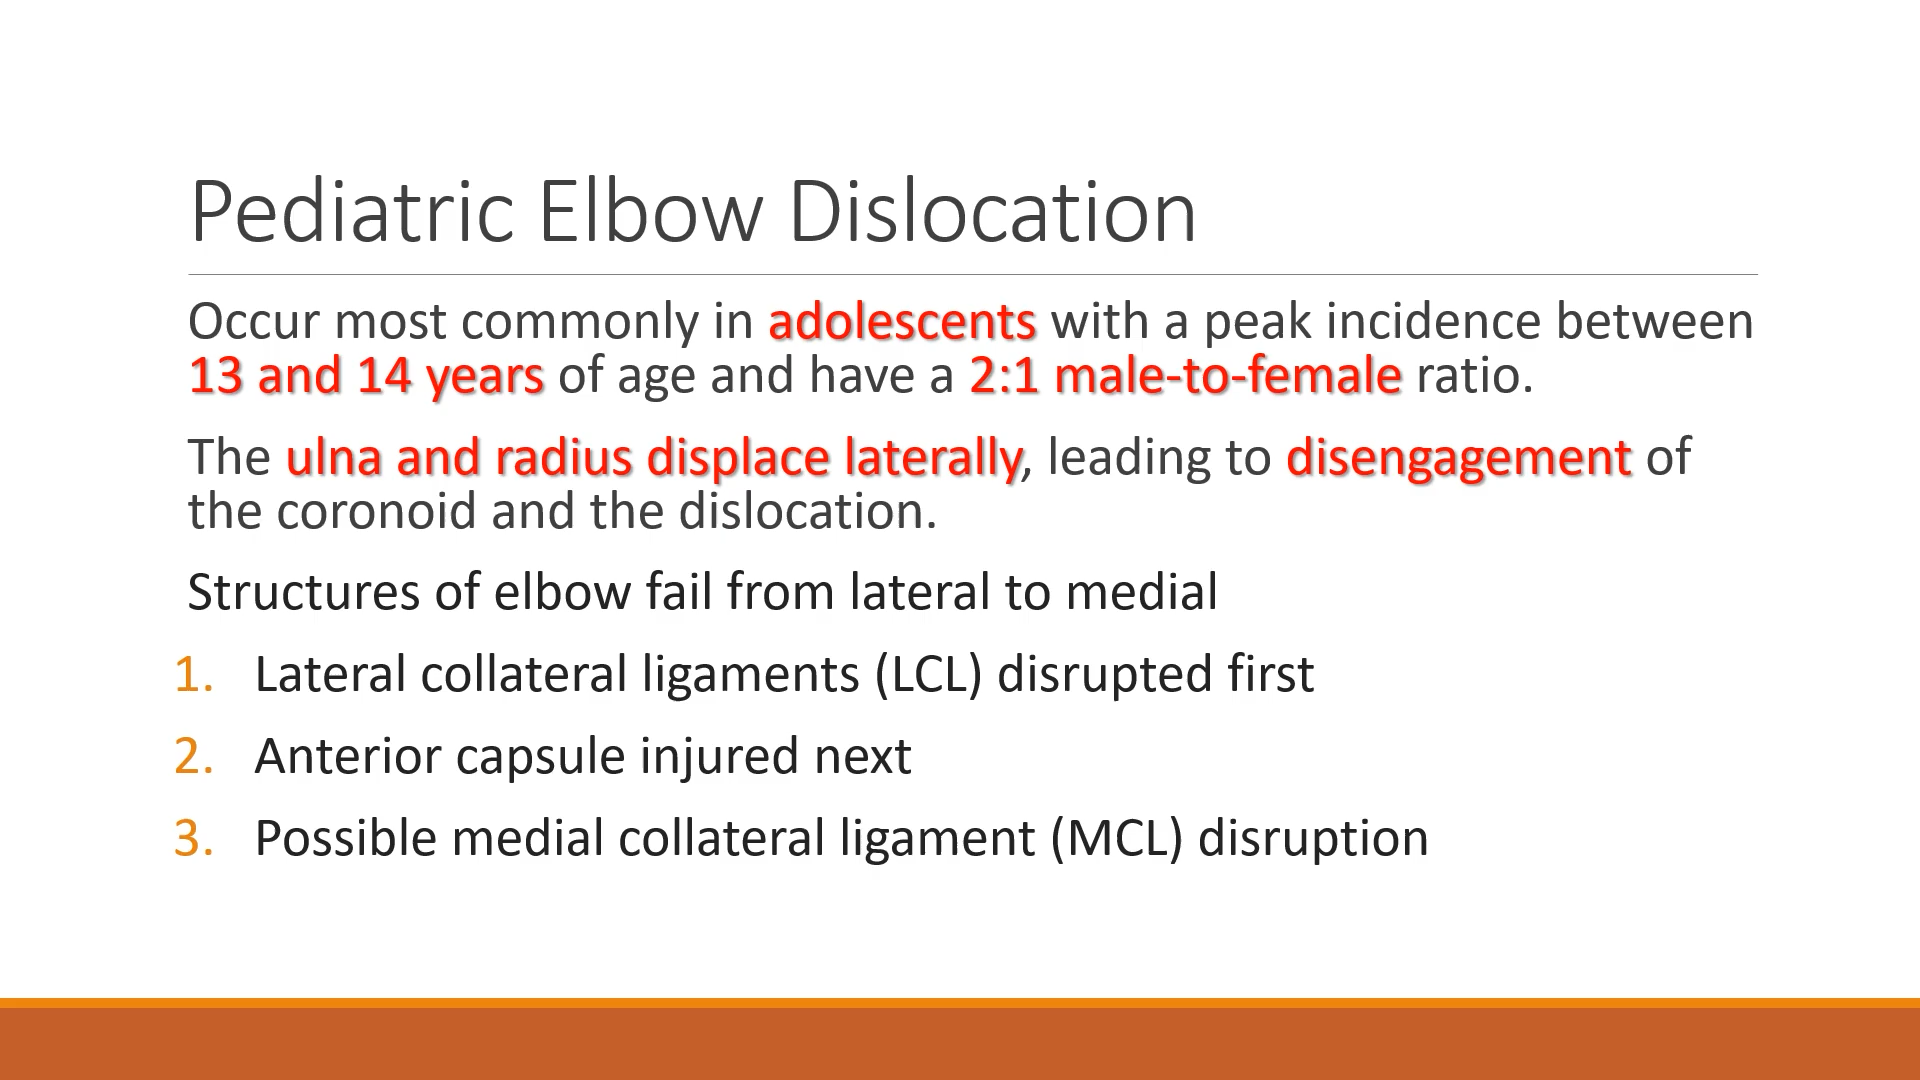 Pediatric Elbow Dislocation
Occur most commonly in adolescents with a peak incidence between
13 and 14 years of age and have a 2:1 male-to-female ratio.
The ulna and radius displace laterally, leading to disengagement of
the coronoid and the dislocation.
Structures of elbow fail from lateral to medial
1. Lateral collateral ligaments (LCL) disrupted first
2. Anterior capsule injured next
3. Possible medial collateral ligament (MCL) disruption